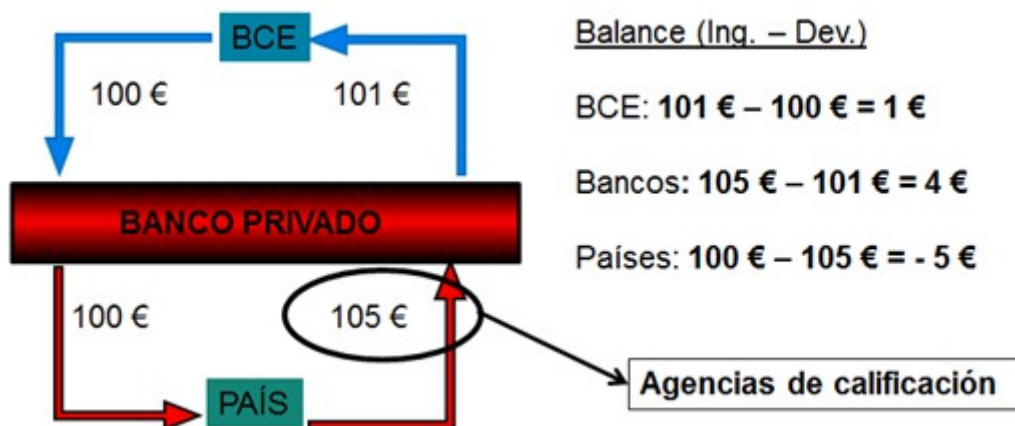 BCE
100 €
101 €
BANCO PRIVADO
100 €
105 €
PAÍS
Balance (Ing. – Dev.)
BCE: 101 € – 100 € = 1 €
Bancos: 105 € – 101 € = 4 €
Países: 100 € – 105 € = - 5 €
Agencias de calificación